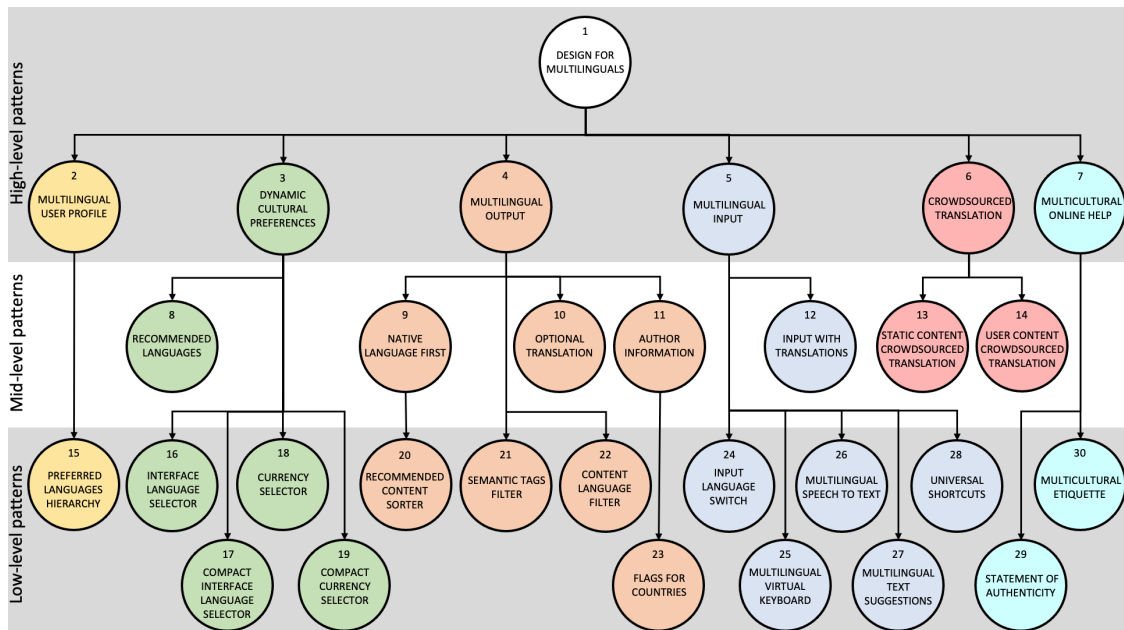 High-level patterns
1
DESIGN FOR
MULTILINGUALS
2
MULTILINGUAL
USER PROFILE
3
DYNAMIC
CULTURAL
PREFERENCES
4
MULTILINGUAL
OUTPUT
5
MULTILINGUAL
INPUT
6
CROWDSOURCED
TRANSLATION
7
MULTICULTURAL
ONLINE HELP
Mid-level patterns
8
RECOMMENDED
LANGUAGES
9
NATIVE
LANGUAGE FIRST
10
OPTIONAL
TRANSLATION
11
AUTHOR
INFORMATION
12
INPUT WITH
TRANSLATIONS
13
STATIC CONTENT
CROWDSOURCED
TRANSLATION
14
USER CONTENT
CROWDSOURCED
TRANSLATION
Low-level patterns
15
PREFERRED
LANGUAGES
HIERARCHY
16
INTERFACE
LANGUAGE
SELECTOR
17
COMPACT
INTERFACE
LANGUAGE
SELECTOR
18
CURRENCY
SELECTOR
19
COMPACT
CURRENCY
SELECTOR
20
RECOMMENDED
CONTENT
SORTER
21
SEMANTIC TAGS
FILTER
22
CONTENT
LANGUAGE
FILTER
23
FLAGS FOR
COUNTRIES
24
INPUT
LANGUAGE
SWITCH
25
MULTILINGUAL
VIRTUAL
KEYBOARD
26
MULTILINGUAL
SPEECH TO TEXT
27
MULTILINGUAL
TEXT
SUGGESTIONS
28
UNIVERSAL
SHORTCUTS
29
STATEMENT OF
AUTHENTICITY
30
MULTICULTURAL
ETIQUETTE